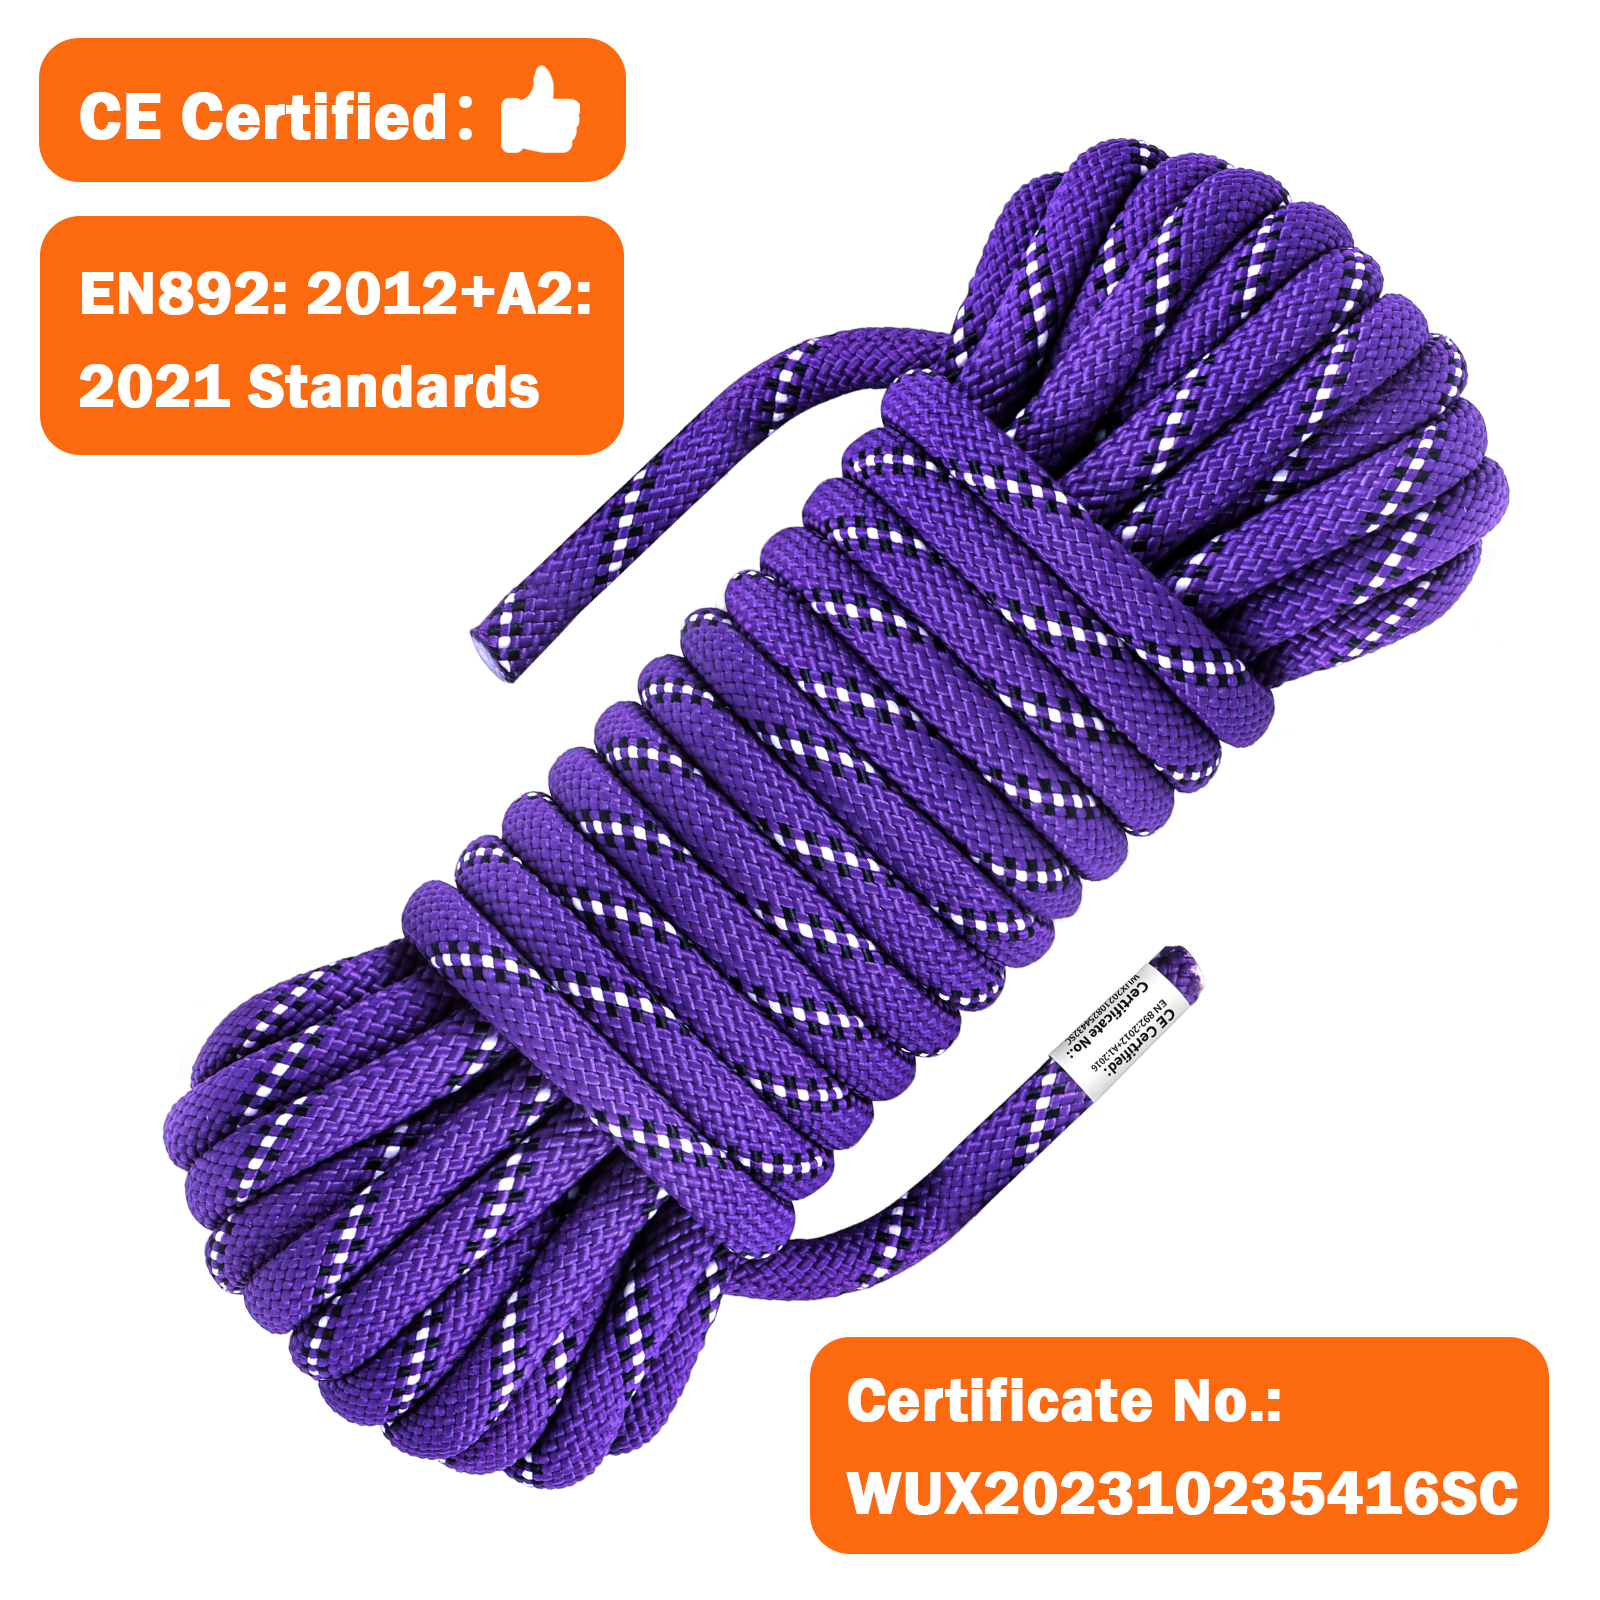 CE Certified:
EN892: 2012+A2:
2021 Standards
CE Certified:
EN 892:2012+A1:2016
Certificate No.:
Certificate No.:
WUX202310235416SC